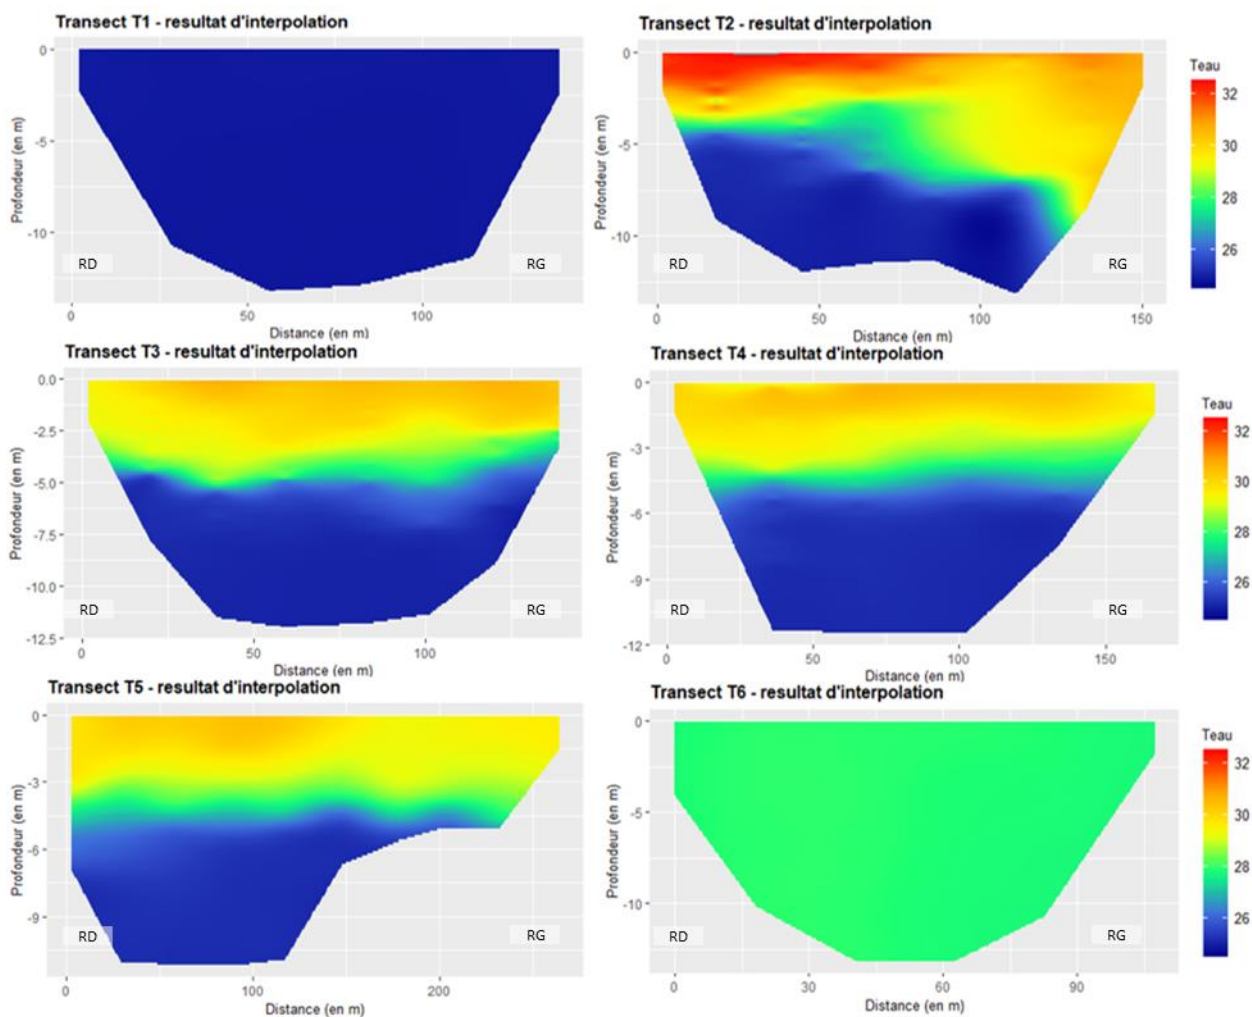 Transect T1 - resultat d'interpolation
Profondeur (en m)
0
-5
-10
RD
RG
0
50
100
Distance (en m)
Transect T2 - resultat d'interpolation
Profondeur (en m)
0
-5
-10
RD
RG
0
50
100
150
Distance (en m)
Teau
32
30
28
26
Transect T3 - resultat d'interpolation
Profondeur (en m)
0.0
-2.5
-5.0
-7.5
-10.0
-12.5
RD
RG
0
50
100
Distance (en m)
Transect T4 - resultat d'interpolation
Profondeur (en m)
0
-3
-6
-9
-12
RD
RG
0
50
100
150
Distance (en m)
Teau
32
30
28
26
Transect T5 - resultat d'interpolation
Profondeur (en m)
0
-3
-6
-9
RD
RG
0
100
200
Distance (en m)
Transect T6 - resultat d'interpolation
Profondeur (en m)
0
-5
-10
RD
RG
0
30
60
90
Distance (en m)
Teau
32
30
28
26